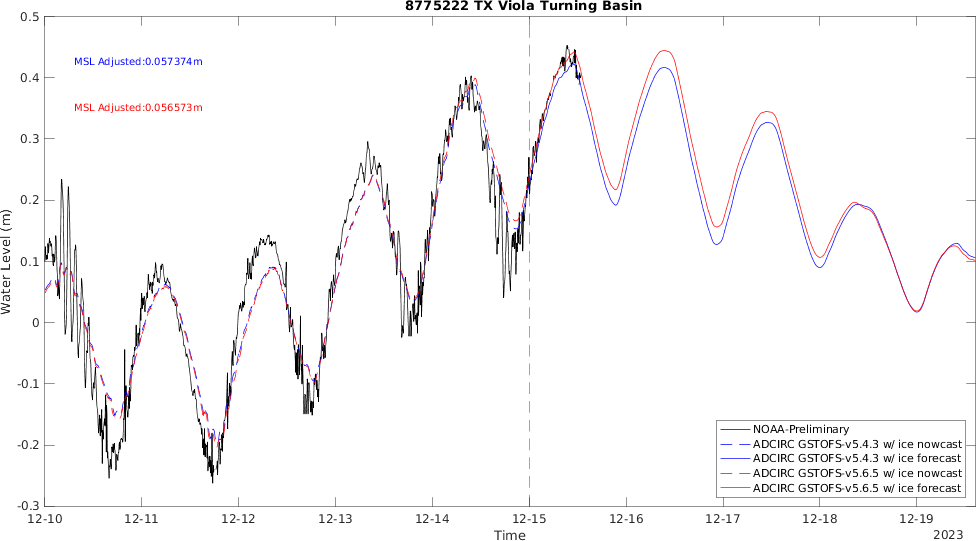 8775222 TX Viola Turning Basin
0.5
MSL Adjusted:0.057374m
0.4
MSL Adjusted:0.056573m
0.3
0.2
Water Level (m)
0.1
0
-0.1
-0.2
-0.3
NOAA-Preliminary
ADCIRC GSTOFS-v5.4.3 w/ ice nowcast
ADCIRC GSTOFS-v5.4.3 w/ ice forecast
ADCIRC GSTOFS-v5.6.5 w/ ice nowcast
ADCIRC GSTOFS-v5.6.5 w/ ice forecast
12-10 12-11 12-12 12-13 12-14 12-15 12-16 12-17 12-18 12-19
Time
2023